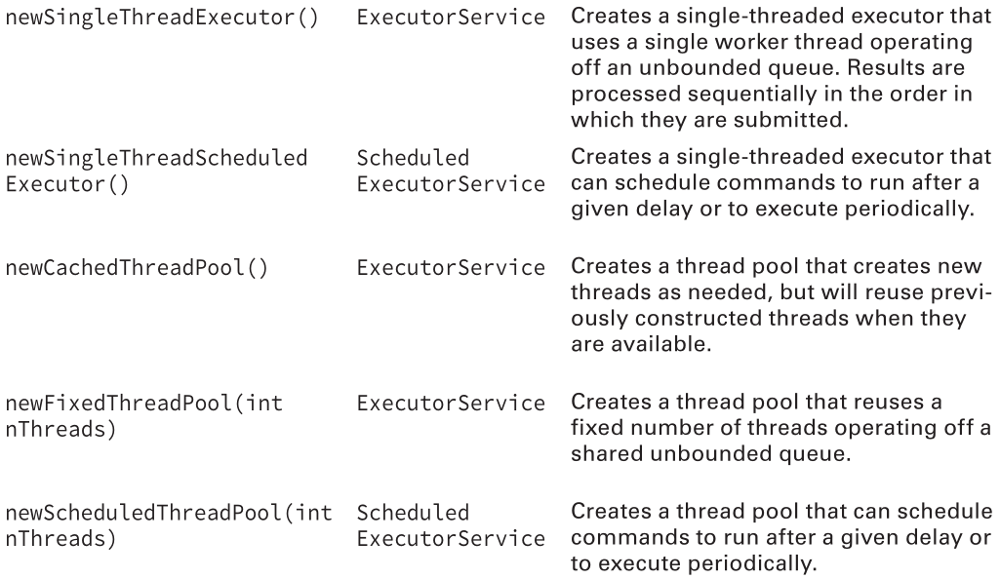 newSingleThreadExecutor() ExecutorService Creates a single-threaded executor that
uses a single worker thread operating
off an unbounded queue. Results are
processed sequentially in the order in
which they are submitted.
newSingleThreadScheduled Scheduled Creates a single-threaded executor that
Executor() ExecutorService can schedule commands to run after a
given delay or to execute periodically.
newCachedThreadPool() ExecutorService Creates a thread pool that creates new
threads as needed, but will reuse previ-
ously constructed threads when they
are available.
newFixedThreadPool(int ExecutorService Creates a thread pool that reuses a
nThreads) fixed number of threads operating off a
shared unbounded queue.
newScheduledThreadPool(int Scheduled Creates a thread pool that can schedule
nThreads) ExecutorService commands to run after a given delay or
to execute periodically.